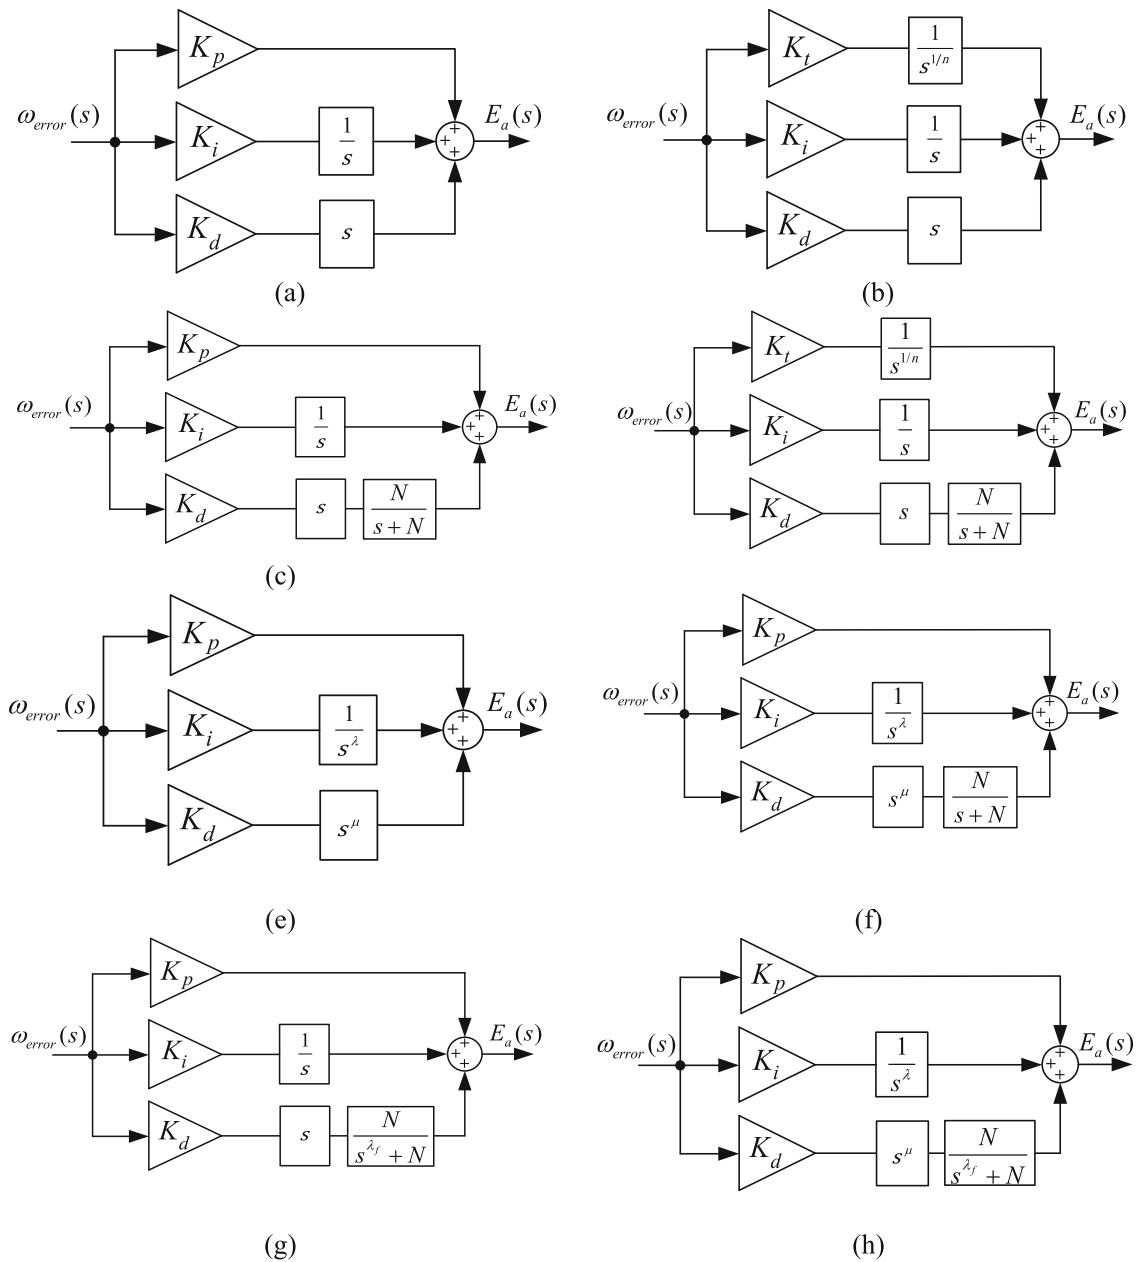 K_p
ω_error(s)
K_i
1/s
E_a(s)
+ + +
K_d
s
(a)
K_t
1/s^{1/n}
ω_error(s)
K_i
1/s
E_a(s)
+ + +
K_d
s
(b)
K_p
ω_error(s)
K_i
1/s
E_a(s)
+ + +
K_d
s
N/(s+N)
(c)
K_t
1/s^{1/n}
ω_error(s)
K_i
1/s
E_a(s)
+ + +
K_d
s
N/(s+N)
K_p
ω_error(s)
K_i
1/s^λ
E_a(s)
+ + +
K_d
s^μ
(e)
K_p
ω_error(s)
K_i
1/s^λ
E_a(s)
+ + +
K_d
s^μ
N/(s+N)
(f)
K_p
ω_error(s)
K_i
1/s
E_a(s)
+ + +
K_d
s
N/(s^{λ_f}+N)
(g)
K_p
ω_error(s)
K_i
1/s^λ
E_a(s)
+ + +
K_d
s^μ
N/(s^{λ_f}+N)
(h)